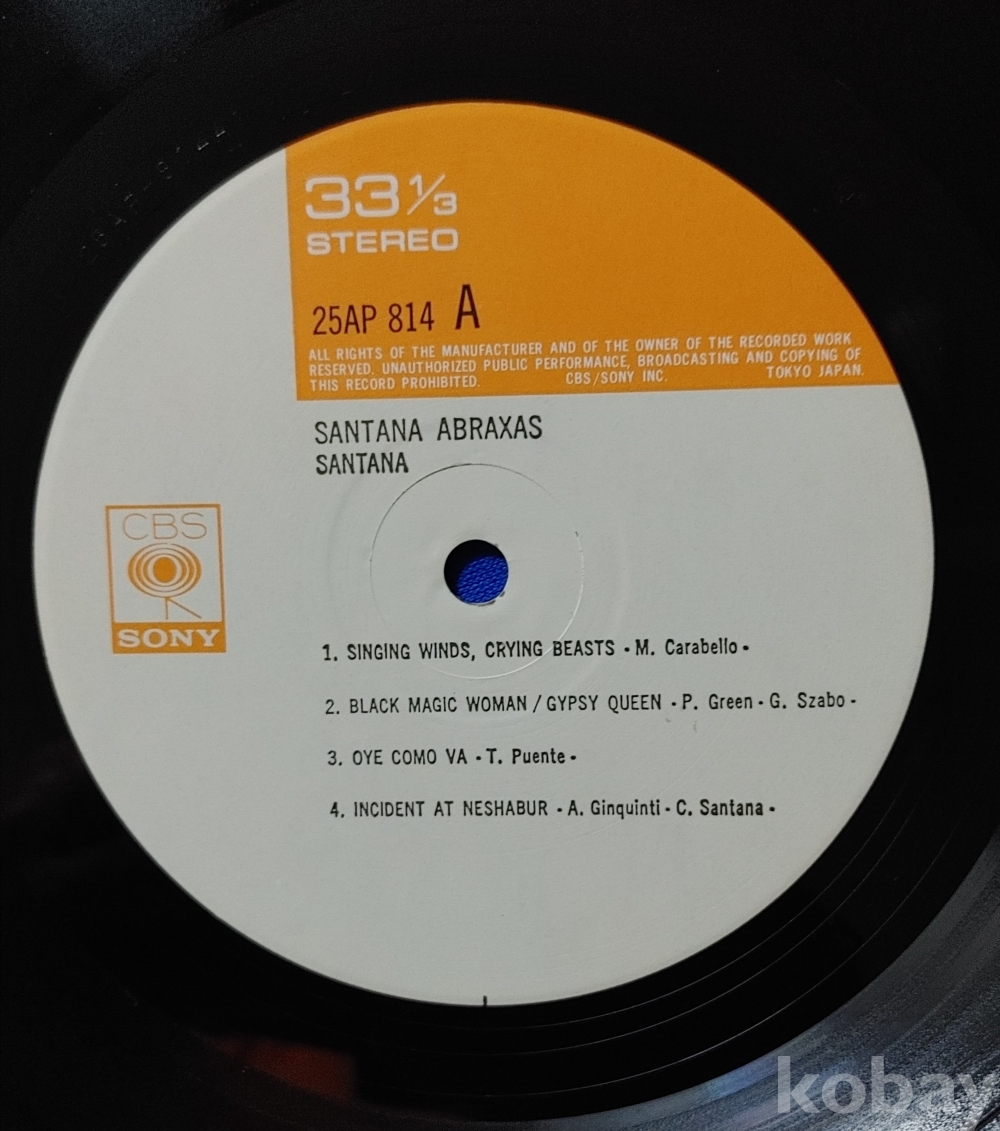 33 1/3
STEREO
25AP 814 A
ALL RIGHTS OF THE MANUFACTURER AND OF THE OWNER OF THE RECORDED WORK
RESERVED. UNAUTHORIZED PUBLIC PERFORMANCE, BROADCASTING AND COPYING OF
THIS RECORD PROHIBITED. CBS/SONY INC. TOKYO JAPAN.
SANTANA ABRAXAS
SANTANA
CBS
SONY
1. SINGING WINDS, CRYING BEASTS - M. Carabello -
2. BLACK MAGIC WOMAN / GYPSY QUEEN - P. Green - G. Szabo -
3. OYE COMO VA - T. Puente -
4. INCIDENT AT NESHABUR - A. Ginquinti - C. Santana -
kobay